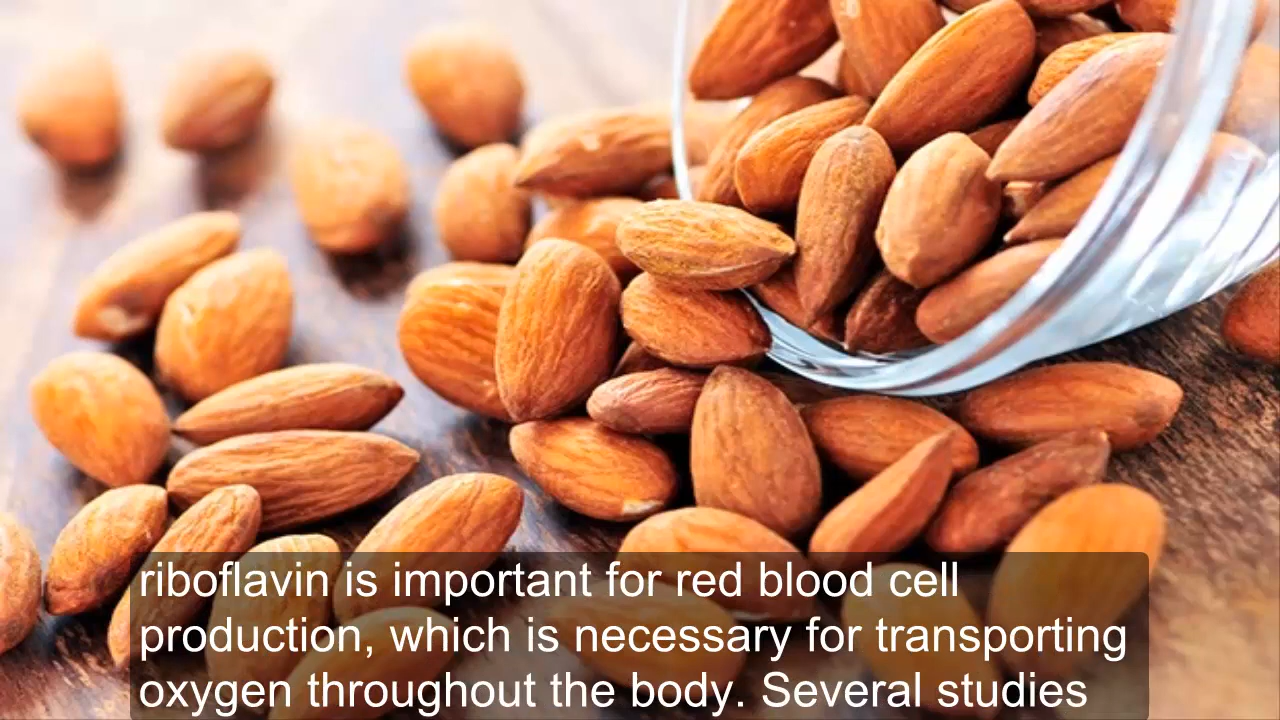 riboflavin is important for red blood cell
production, which is necessary for transporting
oxygen throughout the body. Several studies